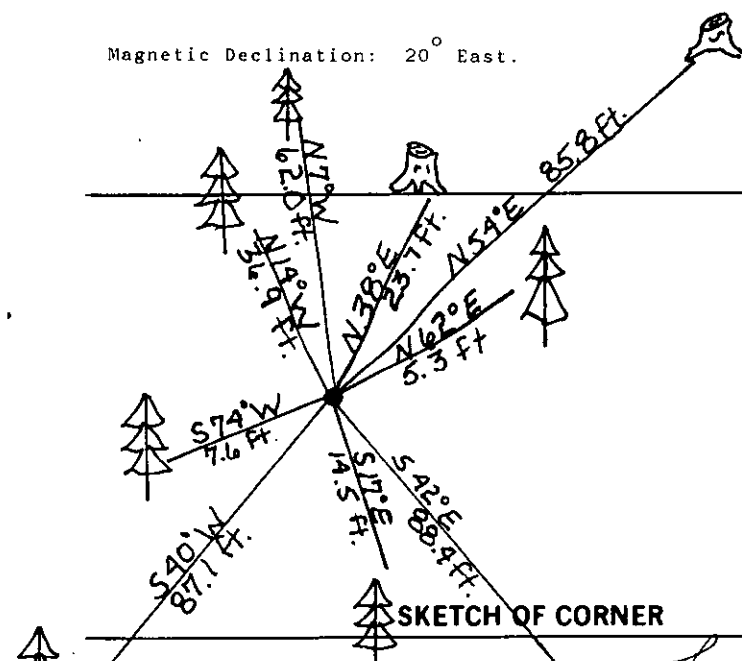 Magnetic Declination: 20° East.
85.8 ft.
N7°W
62.0 ft.
N14°W
36.9 ft.
N38°E
23.7 ft.
N54°E
N62°E
5.3 ft
S74°W
7.6 ft.
S17°E
14.5 ft.
S42°E
88.4 ft.
S40°W
87.1 ft.
SKETCH OF CORNER